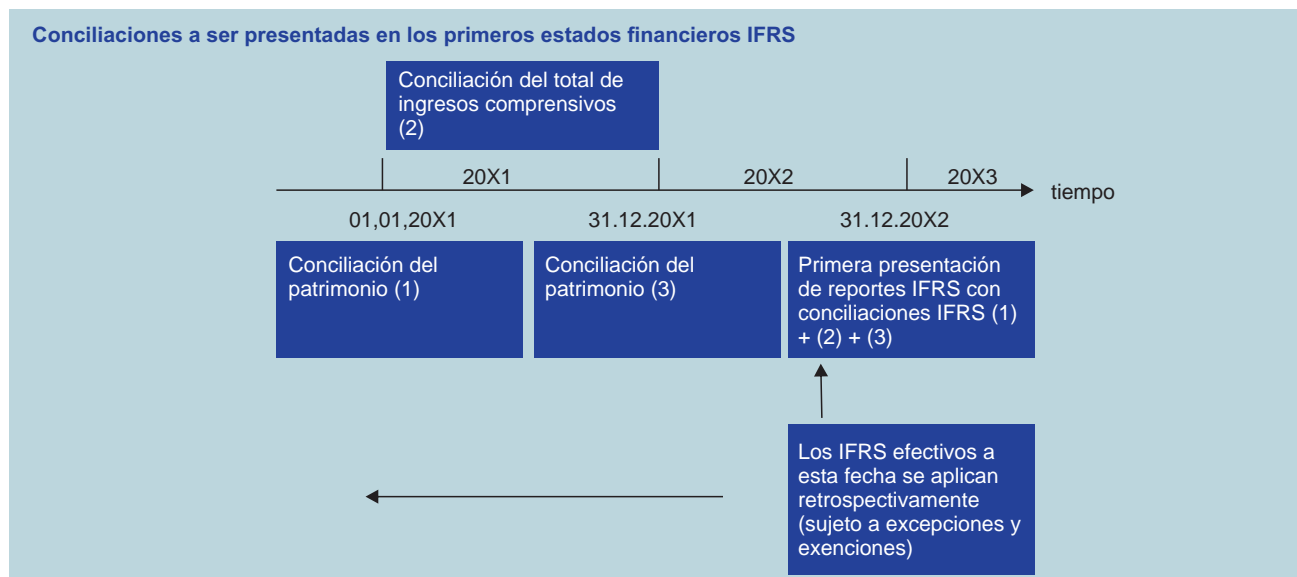 Conciliaciones a ser presentadas en los primeros estados financieros IFRS
Conciliación del total de
ingresos comprensivos
(2)
20X1
20X2
20X3
tiempo
01,01,20X1
31.12.20X1
31.12.20X2
Conciliación del
patrimonio (1)
Conciliación del
patrimonio (3)
Primera presentación
de reportes IFRS con
conciliaciones IFRS (1)
+ (2) + (3)
Los IFRS efectivos a
esta fecha se aplican
retrospectivamente
(sujeto a excepciones y
exenciones)